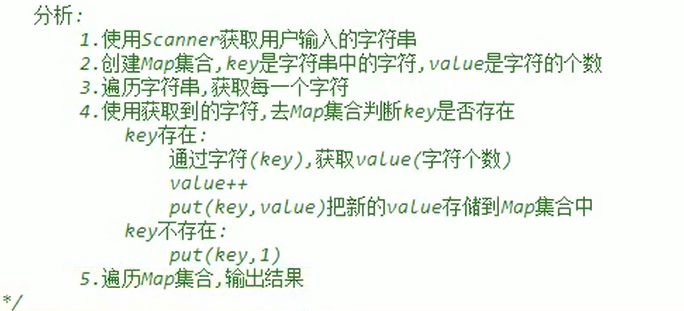 分析:
1.使用Scanner获取用户输入的字符串
2.创建Map集合,key是字符串中的字符,value是字符的个数
3.遍历字符串,获取每一个字符
4.使用获取到的字符,去Map集合判断key是否存在
key存在:
通过字符(key),获取value(字符个数)
value++
put(key,value)把新的value存储到Map集合中
key不存在:
put(key,1)
5.遍历Map集合,输出结果
*/